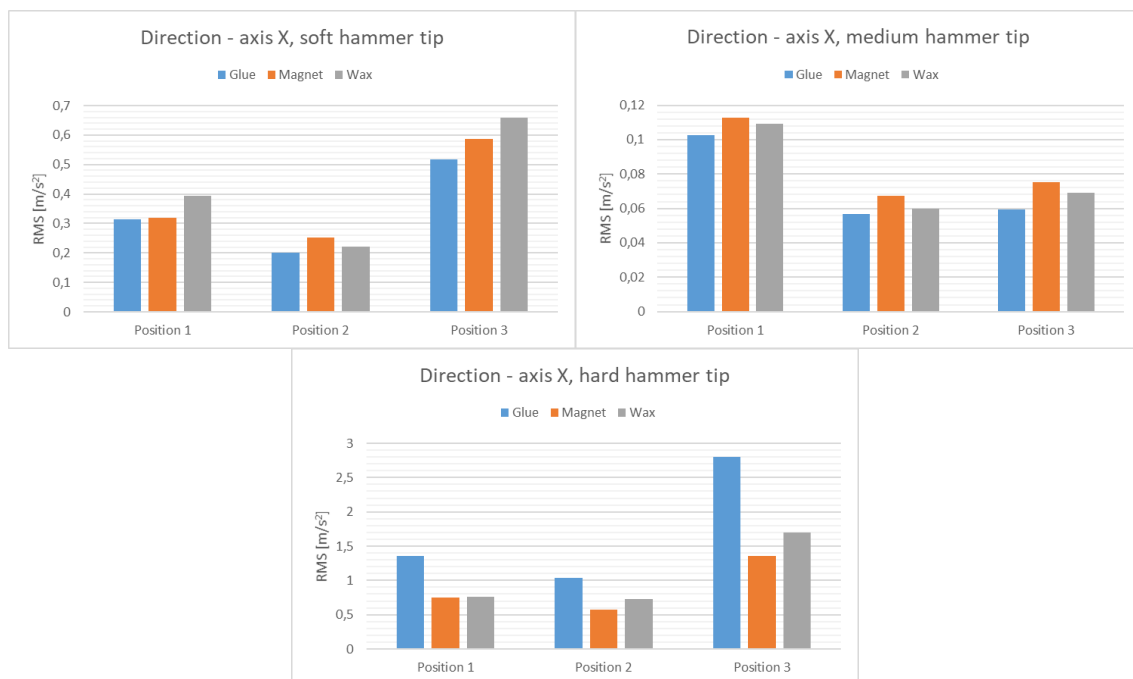 Direction - axis X, soft hammer tip
Glue Magnet Wax
RMS [m/s²]
0,7
0,6
0,5
0,4
0,3
0,2
0,1
0
Position 1 Position 2 Position 3
Direction - axis X, medium hammer tip
Glue Magnet Wax
RMS [m/s²]
0,12
0,1
0,08
0,06
0,04
0,02
0
Position 1 Position 2 Position 3
Direction - axis X, hard hammer tip
Glue Magnet Wax
RMS [m/s²]
3
2,5
2
1,5
1
0,5
0
Position 1 Position 2 Position 3